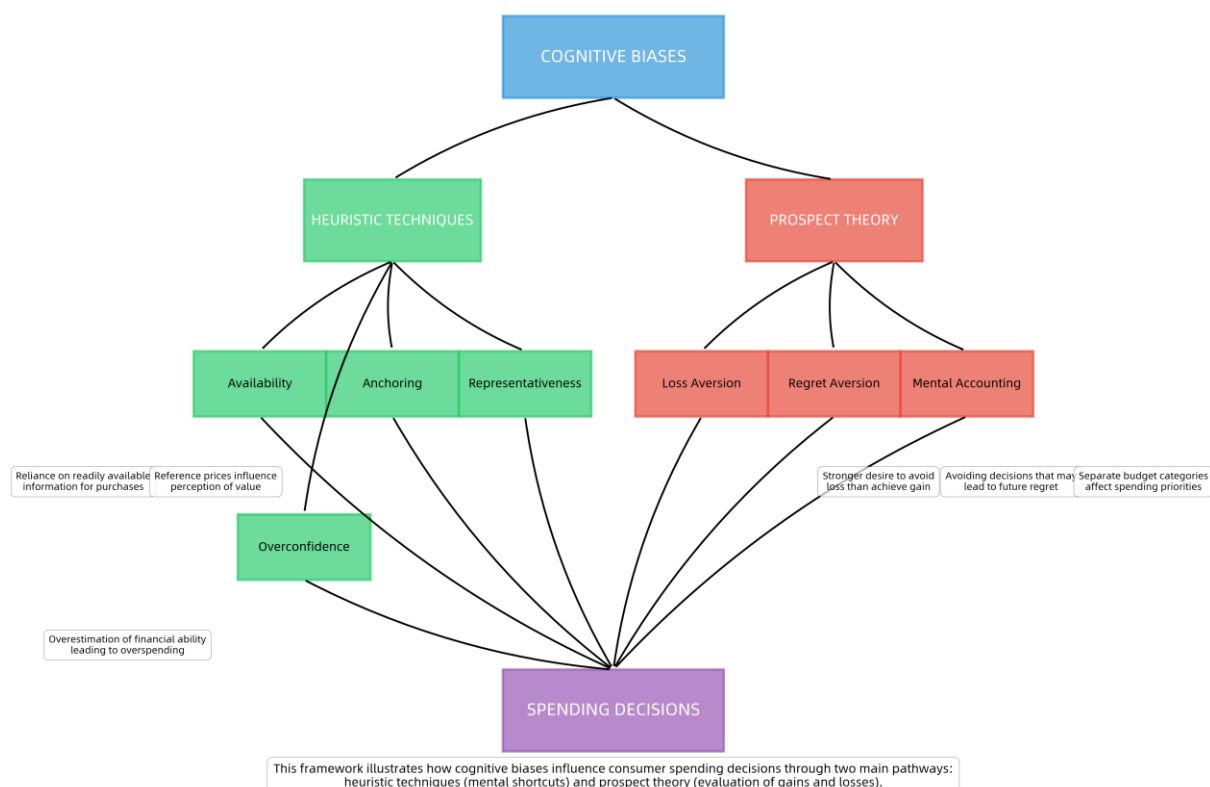 COGNITIVE BIASES
HEURISTIC TECHNIQUES
PROSPECT THEORY
Availability
Anchoring
Representativeness
Loss Aversion
Regret Aversion
Mental Accounting
Reliance on readily available
information for purchases
Reference prices influence
perception of value
Stronger desire to avoid
loss than achieve gain
Avoiding decisions that may
lead to future regret
Separate budget categories
affect spending priorities
Overconfidence
Overestimation of financial ability
leading to overspending
SPENDING DECISIONS
This framework illustrates how cognitive biases influence consumer spending decisions through two main pathways:
heuristic techniques (mental shortcuts) and prospect theory (evaluation of gains and losses).